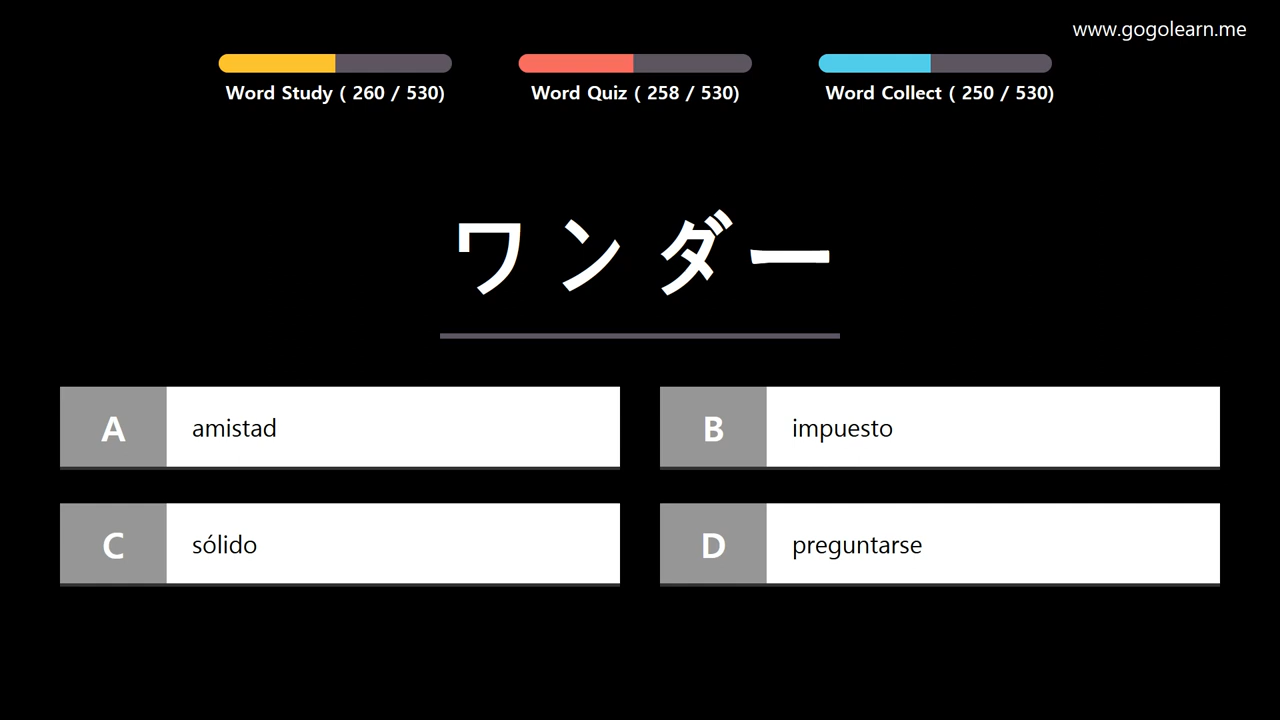 www.gogolearn.me
Word Study ( 260 / 530)
Word Quiz ( 258 / 530)
Word Collect ( 250 / 530)
ワンダー
A amistad
B impuesto
C sólido
D preguntarse